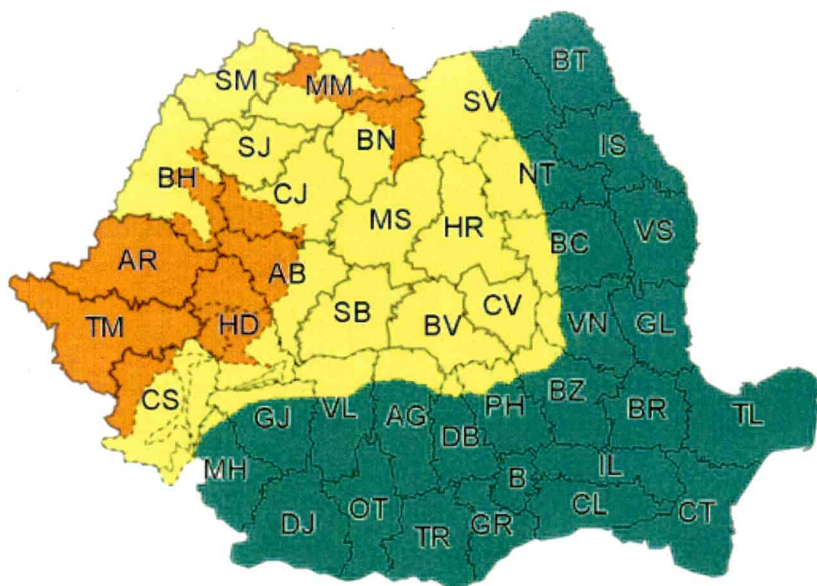 BT
SM
MM
SV
SJ
BN
IS
BH
CJ
NT
MS
HR
BC
VS
AR
AB
TM
HD
SB
BV
CV
VN
GL
CS
GJ
VL
AG
DB
PH
BZ
BR
TL
MH
B
IL
DJ
OT
TR
GR
CL
CT